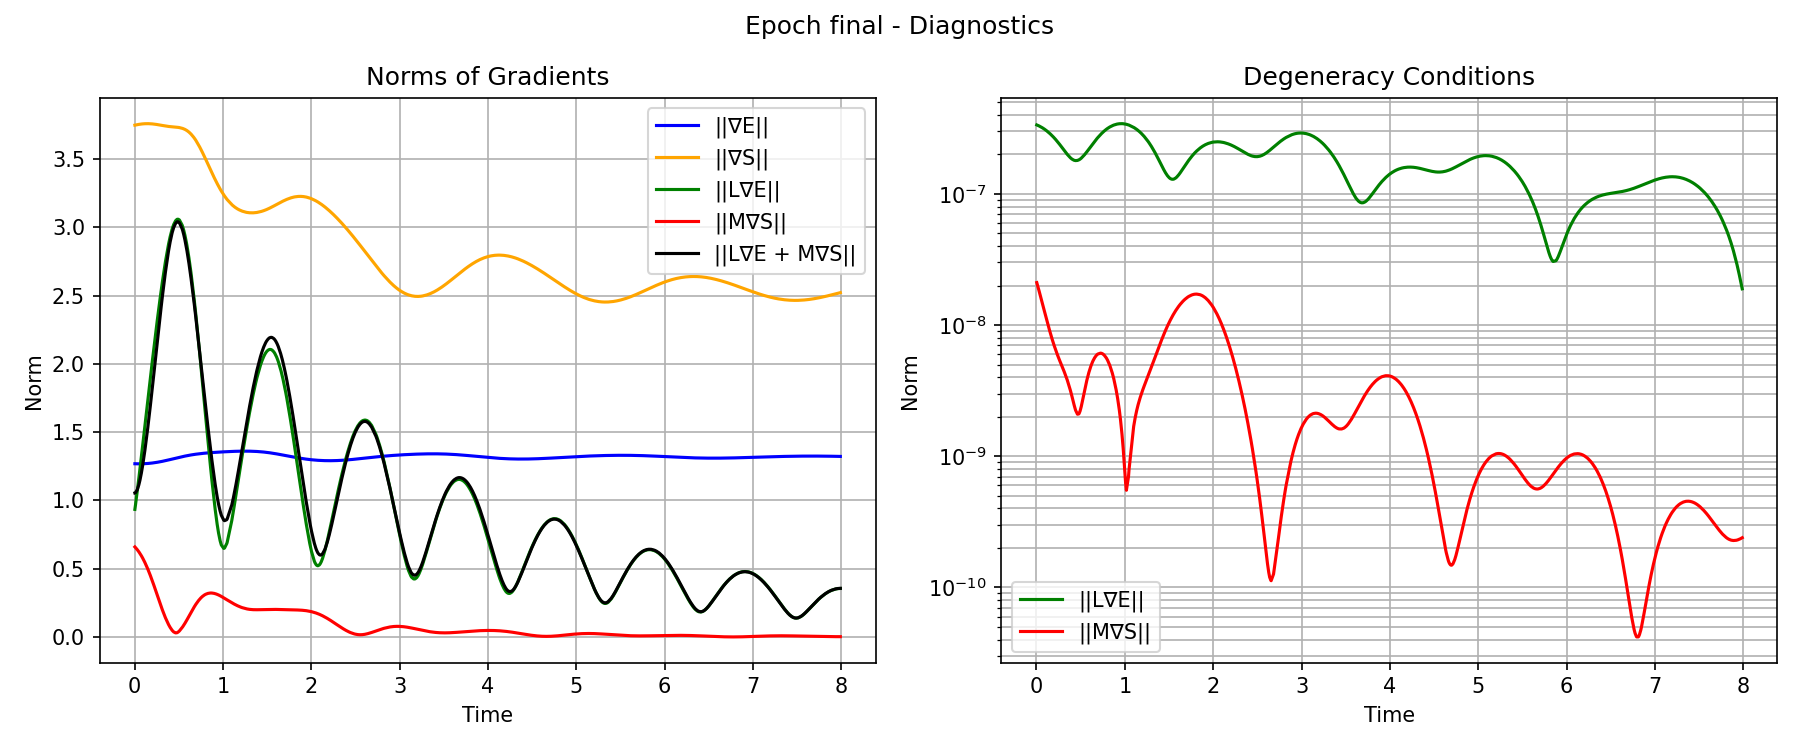 Epoch final - Diagnostics
Norms of Gradients
Norm
3.5
3.0
2.5
2.0
1.5
1.0
0.5
0.0
0 1 2 3 4 5 6 7 8
Time
||∇E||
||∇S||
||L∇E||
||M∇S||
||L∇E + M∇S||
Degeneracy Conditions
Norm
10⁻⁷
10⁻⁸
10⁻⁹
10⁻¹⁰
0 1 2 3 4 5 6 7 8
Time
||L∇E||
||M∇S||